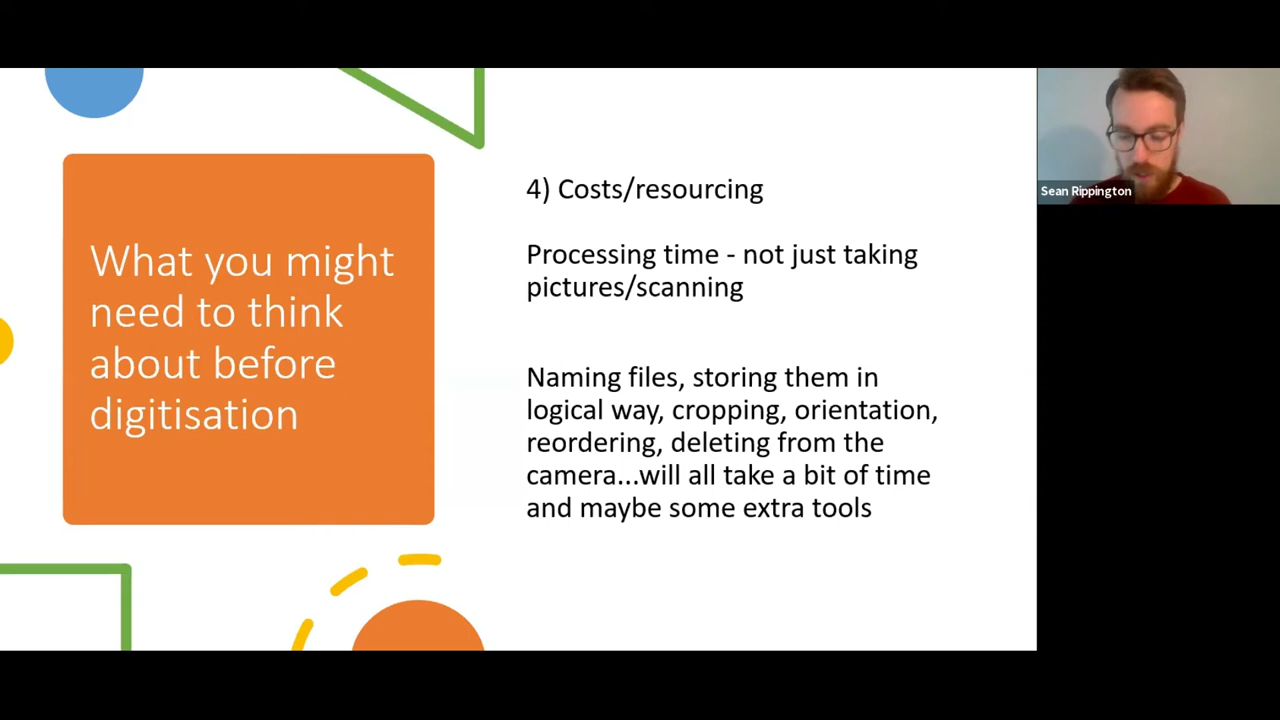 What you might
need to think
about before
digitisation
4) Costs/resourcing
Processing time - not just taking
pictures/scanning
Naming files, storing them in
logical way, cropping, orientation,
reordering, deleting from the
camera...will all take a bit of time
and maybe some extra tools
Sean Rippington